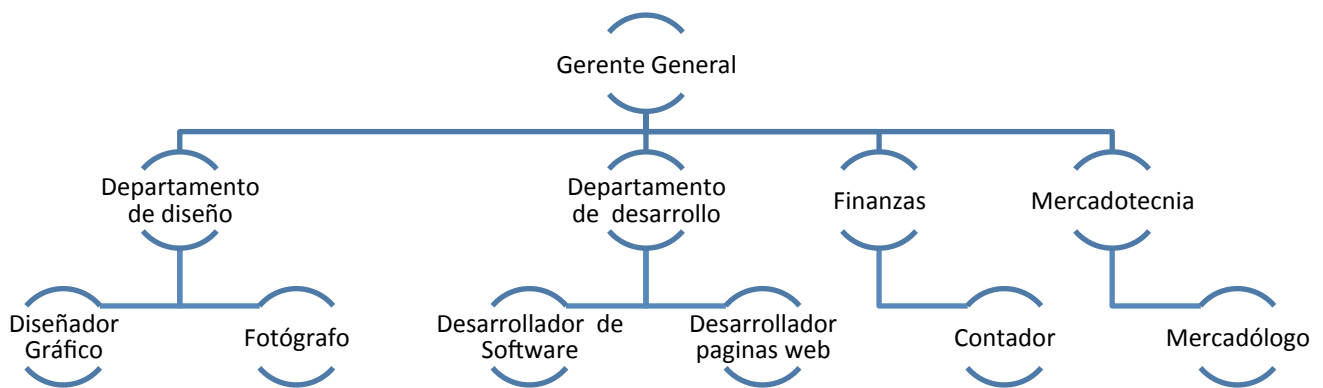 Gerente General
Departamento
de diseño
Departamento
de desarrollo
Finanzas
Mercadotecnia
Diseñador
Gráfico
Fotógrafo
Desarrollador de
Software
Desarrollador
paginas web
Contador
Mercadólogo